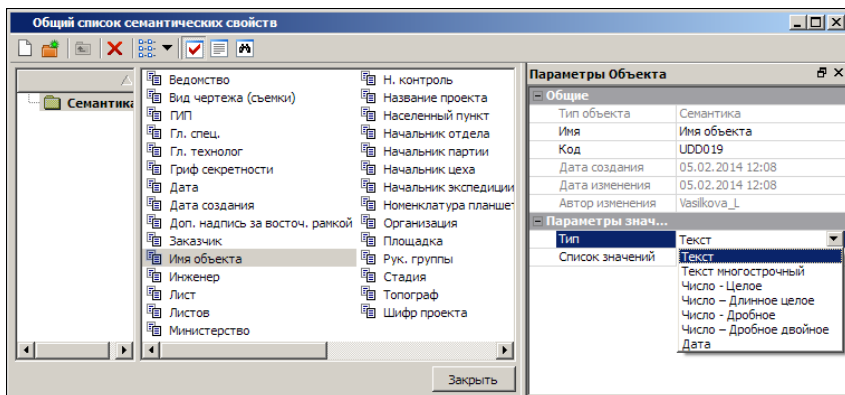 Общий список семантических свойств
Семантика
Ведомство
Вид чертежа (съемки)
ГИП
Гл. спец.
Гл. технолог
Гриф секретности
Дата
Дата создания
Доп. надпись за восточ. рамкой
Заказчик
Имя объекта
Инженер
Лист
Листов
Министерство
Н. контроль
Название проекта
Населенный пункт
Начальник отдела
Начальник партии
Начальник цеха
Начальник экспедиции
Номенклатура планшет
Организация
Площадка
Рук. группы
Стадия
Топограф
Шифр проекта
Закрыть
Параметры Объекта
Общие
Тип объекта Семантика
Имя Имя объекта
Код UDD019
Дата создания 05.02.2014 12:08
Дата изменения 05.02.2014 12:08
Автор изменения Vasilkova_L
Параметры знач...
Тип Текст
Список значений
Текст
Текст многострочный
Число - Целое
Число – Длинное целое
Число - Дробное
Число – Дробное двойное
Дата